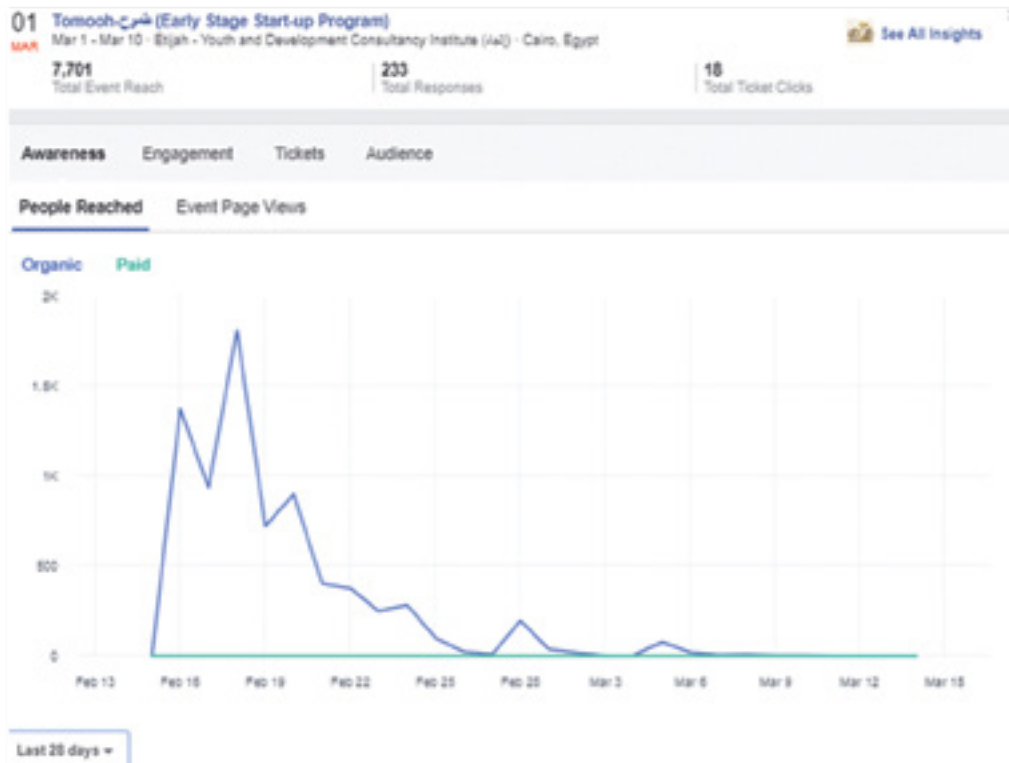 01
MAR
Tomooh-طموح (Early Stage Start-up Program)
Mar 1 - Mar 10 · Etijah - Youth and Development Consultancy Institute (إتجاه) · Cairo, Egypt
See All Insights
7,701
Total Event Reach
233
Total Responses
18
Total Ticket Clicks
Awareness Engagement Tickets Audience
People Reached Event Page Views
Organic Paid
2K
1.5K
1K
500
0
Feb 13 Feb 16 Feb 19 Feb 22 Feb 25 Feb 28 Mar 3 Mar 6 Mar 9 Mar 12 Mar 15
Last 28 days